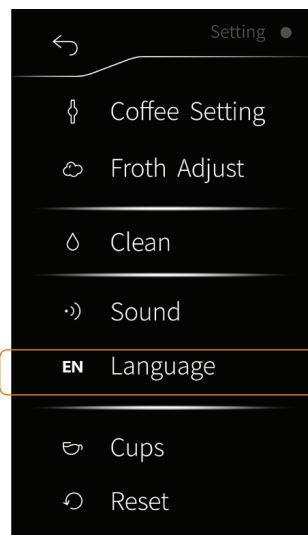 Setting
Coffee Setting
Froth Adjust
Clean
Sound
EN Language
Cups
Reset